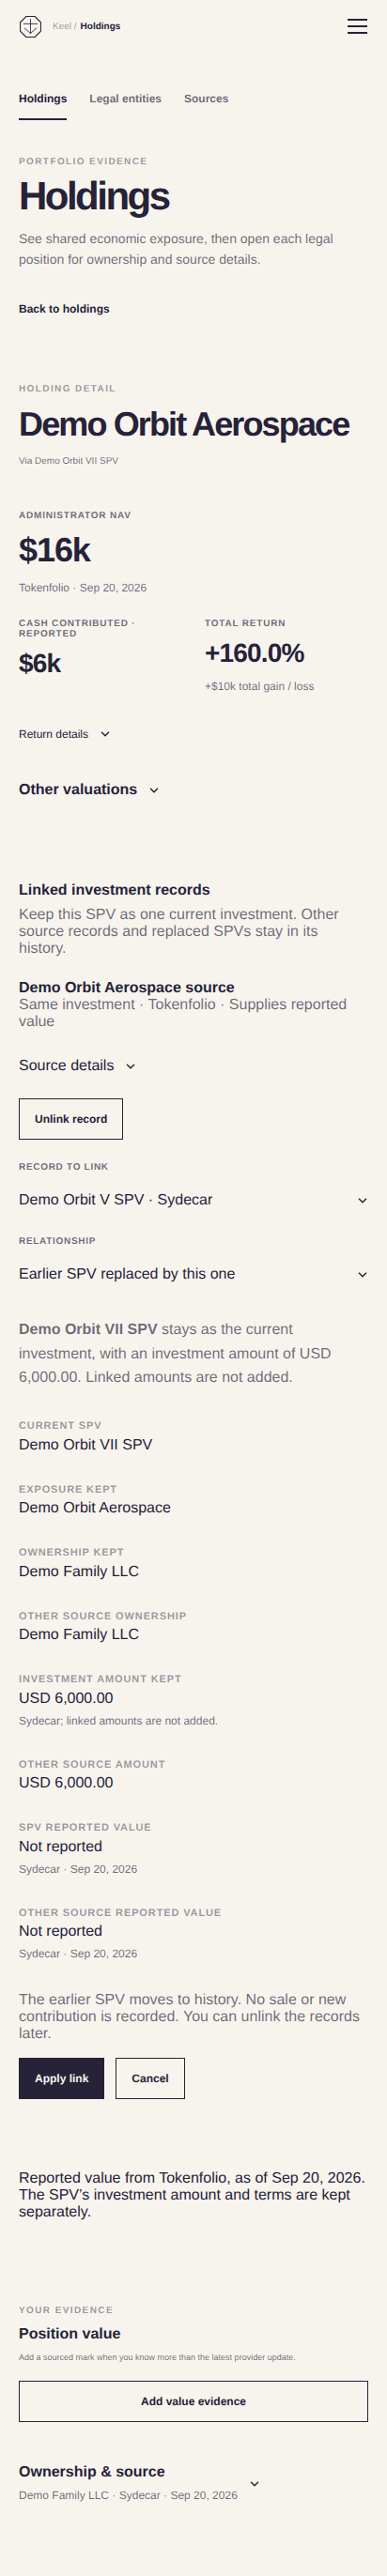 Keel / Holdings
Holdings Legal entities Sources
PORTFOLIO EVIDENCE
Holdings
See shared economic exposure, then open each legal
position for ownership and source details.
Back to holdings
HOLDING DETAIL
Demo Orbit Aerospace
Via Demo Orbit VII SPV
ADMINISTRATOR NAV
$16k
Tokenfolio · Sep 20, 2026
CASH CONTRIBUTED ·
REPORTED
$6k
TOTAL RETURN
+160.0%
+$10k total gain / loss
Return details
Other valuations
Linked investment records
Keep this SPV as one current investment. Other
source records and replaced SPVs stay in its
history.
Demo Orbit Aerospace source
Same investment · Tokenfolio · Supplies reported
value
Source details
Unlink record
RECORD TO LINK
Demo Orbit V SPV · Sydecar
RELATIONSHIP
Earlier SPV replaced by this one
Demo Orbit VII SPV stays as the current
investment, with an investment amount of USD
6,000.00. Linked amounts are not added.
CURRENT SPV
Demo Orbit VII SPV
EXPOSURE KEPT
Demo Orbit Aerospace
OWNERSHIP KEPT
Demo Family LLC
OTHER SOURCE OWNERSHIP
Demo Family LLC
INVESTMENT AMOUNT KEPT
USD 6,000.00
Sydecar; linked amounts are not added.
OTHER SOURCE AMOUNT
USD 6,000.00
SPV REPORTED VALUE
Not reported
Sydecar · Sep 20, 2026
OTHER SOURCE REPORTED VALUE
Not reported
Sydecar · Sep 20, 2026
The earlier SPV moves to history. No sale or new
contribution is recorded. You can unlink the records
later.
Apply link Cancel
Reported value from Tokenfolio, as of Sep 20, 2026.
The SPV’s investment amount and terms are kept
separately.
YOUR EVIDENCE
Position value
Add a sourced mark when you know more than the latest provider update.
Add value evidence
Ownership & source
Demo Family LLC · Sydecar · Sep 20, 2026